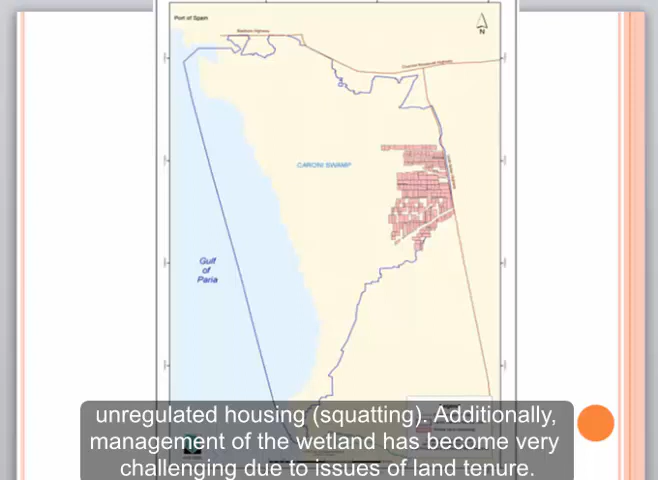 Port of Spain
N
CARONI SWAMP
Gulf
of
Paria
unregulated housing (squatting). Additionally,
management of the wetland has become very
challenging due to issues of land tenure.